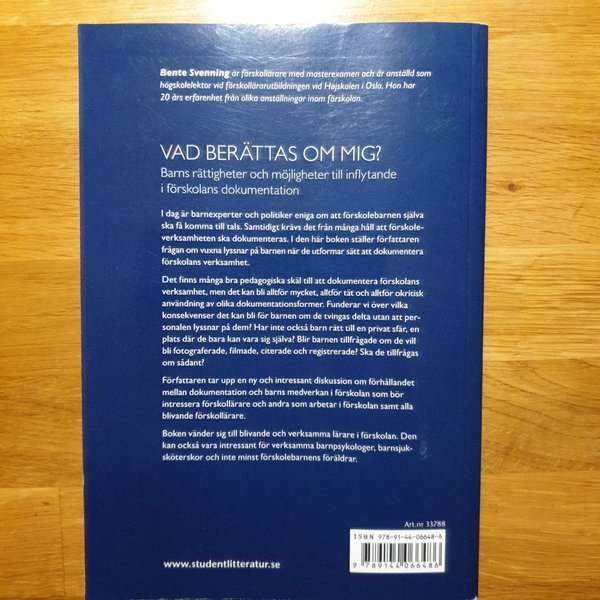 Bente Svenning är förskollärare med masterexamen och är anställd som
högskolelektor vid förskollärarutbildningen vid Højskolen i Oslo. Hon har
20 års erfarenhet från olika anställningar inom förskolan.
VAD BERÄTTAS OM MIG?
Barns rättigheter och möjligheter till inflytande
i förskolans dokumentation
I dag är barnexperter och politiker eniga om att förskolebarnen själva
ska få komma till tals. Samtidigt krävs det från många håll att förskole-
verksamheten ska dokumenteras. I den här boken ställer författaren
frågan om vuxna lyssnar på barnen när de utformar sätt att dokumentera
förskolans verksamhet.
Det finns många bra pedagogiska skäl till att dokumentera förskolans
verksamhet, men det kan bli alltför mycket, alltför tät och alltför okritisk
användning av olika dokumentationsformer. Funderar vi över vilka
konsekvenser det kan bli för barnen om de tvingas delta utan att per-
sonalen lyssnar på dem? Har inte också barn rätt till en privat sfär, en
plats där de bara kan vara sig själva? Blir barnen tillfrågade om de vill
bli fotograferade, filmade, citerade och registrerade? Ska de tillfrågas
om sådant?
Författaren tar upp en ny och intressant diskussion om förhållandet
mellan dokumentation och barns medverkan i förskolan som bör
intressera förskollärare och andra som arbetar i förskolan samt alla
blivande förskollärare.
Boken vänder sig till blivande och verksamma lärare i förskolan. Den
kan också vara intressant för verksamma barnpsykologer, barnsjuk-
sköterskor och inte minst förskolebarnens föräldrar.
Art.nr 33788
ISBN 978-91-44-06648-6
9 789144 066486
www.studentlitteratur.se